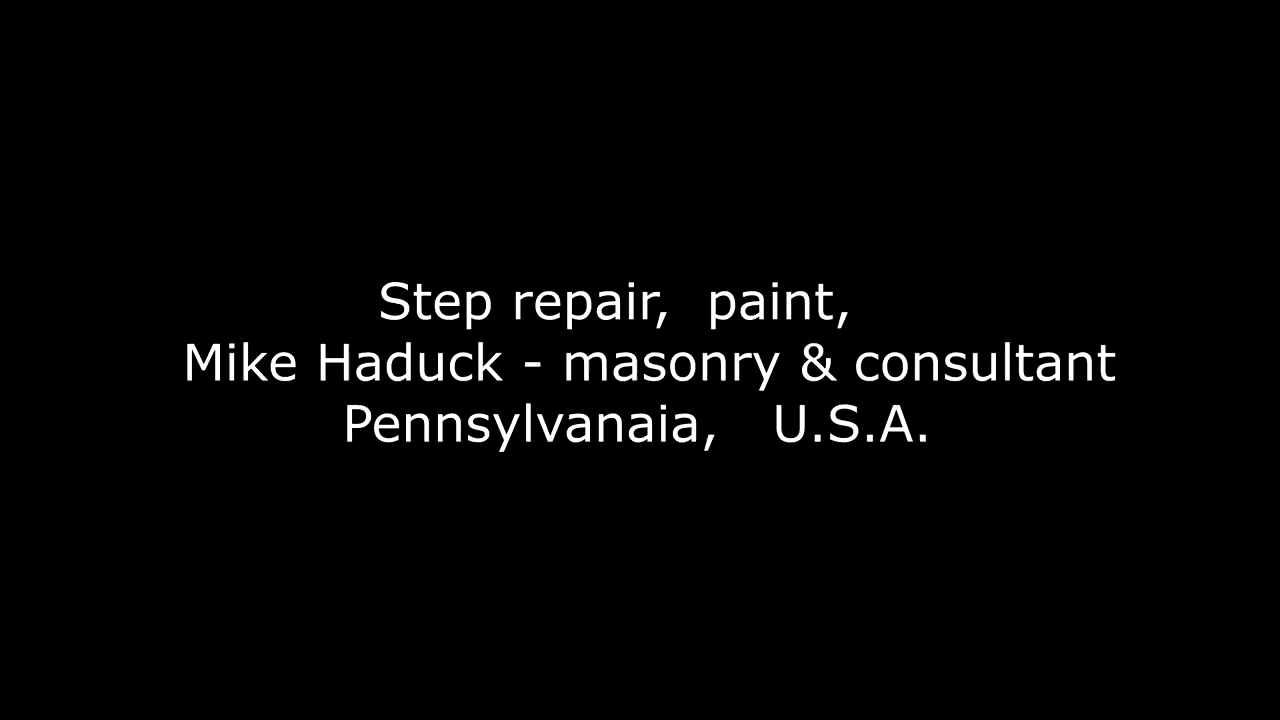 Step repair, paint,
Mike Haduck - masonry & consultant
Pennsylvanaia, U.S.A.